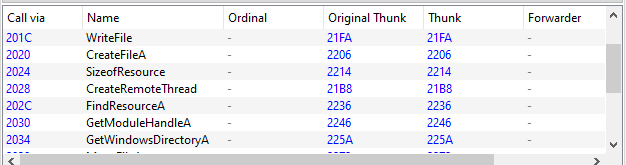 Call via Name Ordinal Original Thunk Thunk Forwarder
201C WriteFile - 21FA 21FA -
2020 CreateFileA - 2206 2206 -
2024 SizeofResource - 2214 2214 -
2028 CreateRemoteThread - 21B8 21B8 -
202C FindResourceA - 2236 2236 -
2030 GetModuleHandleA - 2246 2246 -
2034 GetWindowsDirectoryA - 225A 225A -